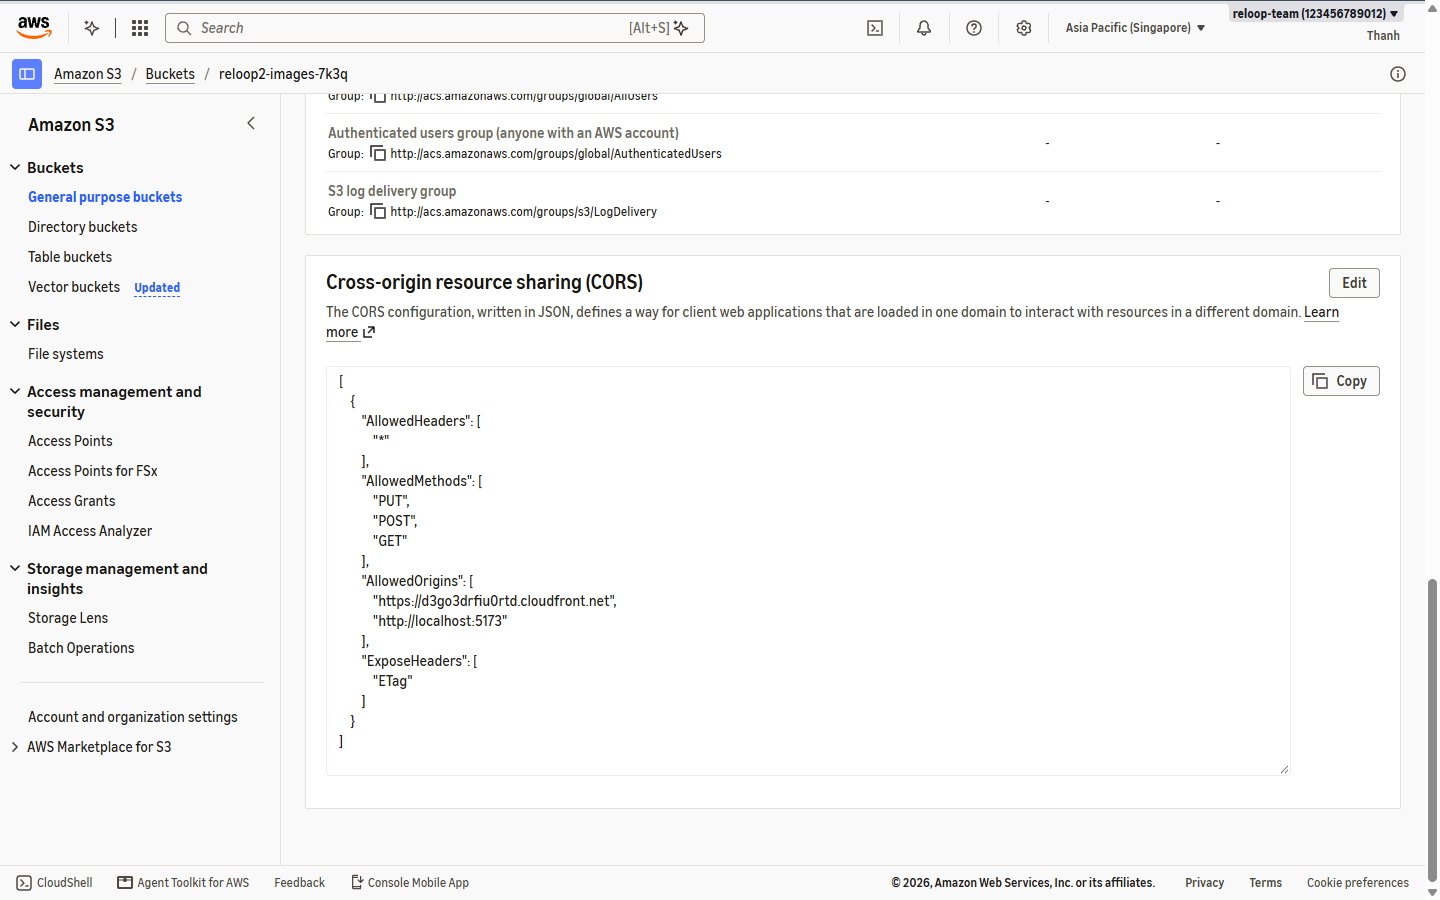 reloop-team (123456789012)
aws
Search
[Alt+S]
Asia Pacific (Singapore)
Thanh
Amazon S3 / Buckets / reloop2-images-7k3q
Amazon S3
Buckets
General purpose buckets
Directory buckets
Table buckets
Vector buckets Updated
Files
File systems
Access management and
security
Access Points
Access Points for FSx
Access Grants
IAM Access Analyzer
Storage management and
insights
Storage Lens
Batch Operations
Account and organization settings
AWS Marketplace for S3
Group: http://acs.amazonaws.com/groups/global/AllUsers
Authenticated users group (anyone with an AWS account)
Group: http://acs.amazonaws.com/groups/global/AuthenticatedUsers
- -
S3 log delivery group
Group: http://acs.amazonaws.com/groups/s3/LogDelivery
- -
Cross-origin resource sharing (CORS)
Edit
The CORS configuration, written in JSON, defines a way for client web applications that are loaded in one domain to interact with resources in a different domain. Learn
more
Copy
[
{
"AllowedHeaders": [
"*"
],
"AllowedMethods": [
"PUT",
"POST",
"GET"
],
"AllowedOrigins": [
"https://d3go3drfiu0rtd.cloudfront.net",
"http://localhost:5173"
],
"ExposeHeaders": [
"ETag"
]
}
]
CloudShell
Agent Toolkit for AWS
Feedback
Console Mobile App
© 2026, Amazon Web Services, Inc. or its affiliates.
Privacy
Terms
Cookie preferences